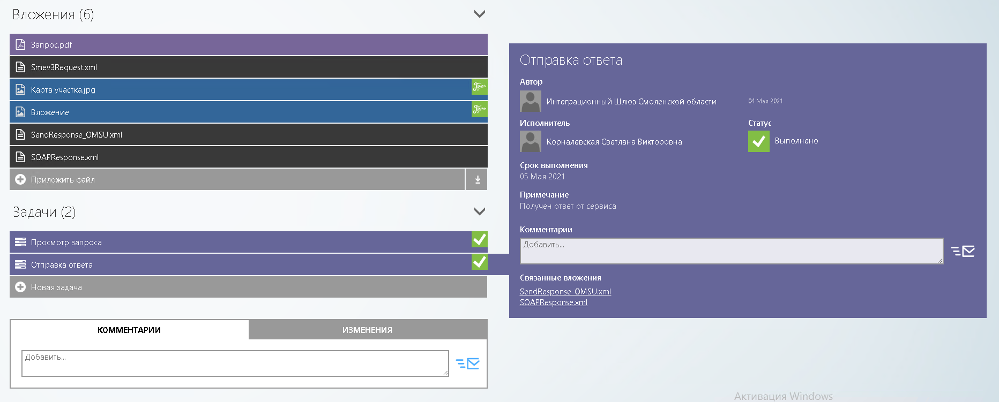 Вложения (6)
Запрос.pdf
Smev3Request.xml
Карта участка.jpg
Вложение
SendResponse_OMSU.xml
SOAPResponse.xml
Приложить файл
Задачи (2)
Просмотр запроса
Отправка ответа
Новая задача
КОММЕНТАРИИ
ИЗМЕНЕНИЯ
Добавить...
Отправка ответа
Автор
Интеграционный Шлюз Смоленской области
04 Мая 2021
Исполнитель
Статус
Корналевская Светлана Викторовна
Выполнено
Срок выполнения
05 Мая 2021
Примечание
Получен ответ от сервиса
Комментарии
Добавить...
Связанные вложения
SendResponse_OMSU.xml
SOAPResponse.xml
Активация Windows